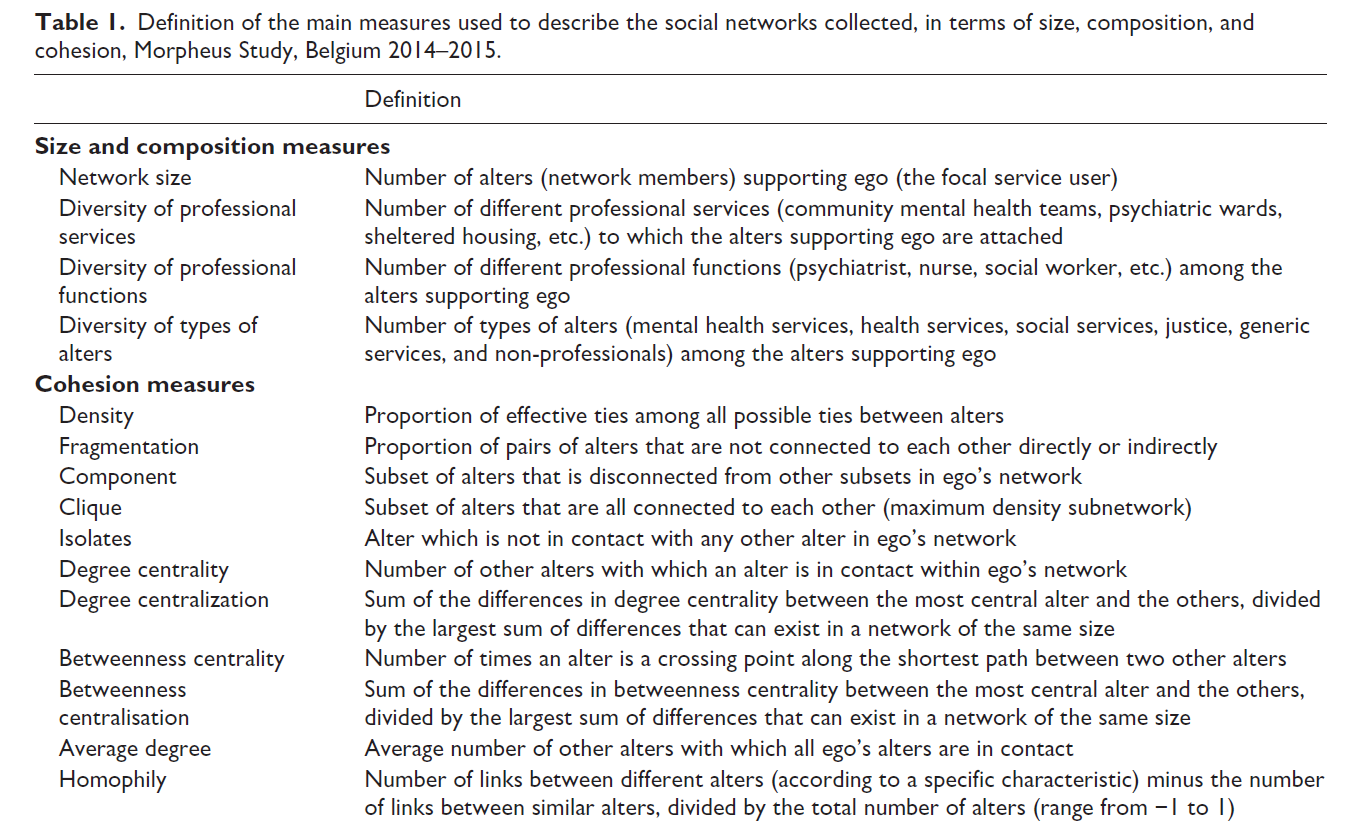 Table 1. Definition of the main measures used to describe the social networks collected, in terms of size, composition, and
cohesion, Morpheus Study, Belgium 2014–2015.
Definition
Size and composition measures
Network size Number of alters (network members) supporting ego (the focal service user)
Diversity of professional Number of different professional services (community mental health teams, psychiatric wards,
services sheltered housing, etc.) to which the alters supporting ego are attached
Diversity of professional Number of different professional functions (psychiatrist, nurse, social worker, etc.) among the
functions alters supporting ego
Diversity of types of Number of types of alters (mental health services, health services, social services, justice, generic
alters services, and non-professionals) among the alters supporting ego
Cohesion measures
Density Proportion of effective ties among all possible ties between alters
Fragmentation Proportion of pairs of alters that are not connected to each other directly or indirectly
Component Subset of alters that is disconnected from other subsets in ego’s network
Clique Subset of alters that are all connected to each other (maximum density subnetwork)
Isolates Alter which is not in contact with any other alter in ego’s network
Degree centrality Number of other alters with which an alter is in contact within ego’s network
Degree centralization Sum of the differences in degree centrality between the most central alter and the others, divided
by the largest sum of differences that can exist in a network of the same size
Betweenness centrality Number of times an alter is a crossing point along the shortest path between two other alters
Betweenness Sum of the differences in betweenness centrality between the most central alter and the others,
centralisation divided by the largest sum of differences that can exist in a network of the same size
Average degree Average number of other alters with which all ego’s alters are in contact
Homophily Number of links between different alters (according to a specific characteristic) minus the number
of links between similar alters, divided by the total number of alters (range from −1 to 1)